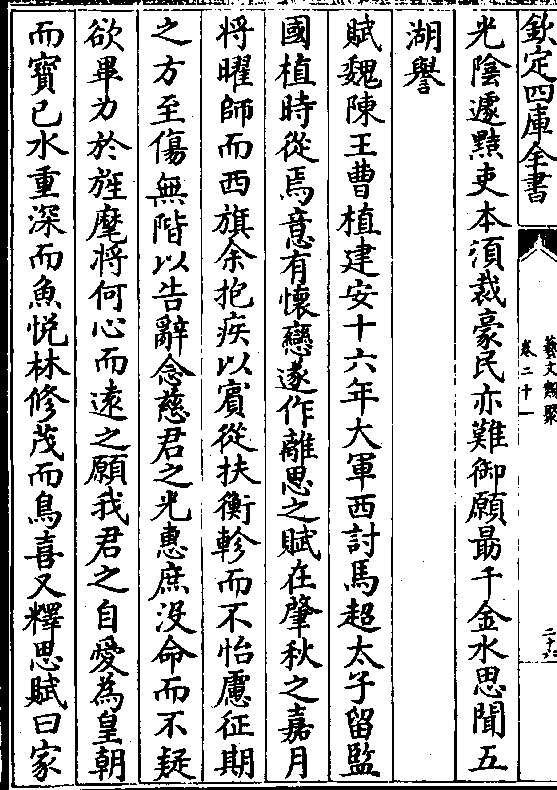 欽定四庫全書
藝文類聚
卷二十一
二十六
光陰遽黠吏本須裁豪民亦難御願勗千金水思聞五
湖譽
賦魏陳王曹植建安十六年大軍西討馬超太子留監
國植時從焉意有懷戀遂作離思之賦在肇秋之嘉月
將曜師而西旗余抱疾以賓從扶衡軫而不怡慮征期
之方至傷無階以告辭念慈君之光惠庶没命而不疑
欲畢力於旌麾將何心而遠之願我君之自愛為皇朝
而寳已水重深而魚悦林修茂而鳥喜又釋思賦曰家